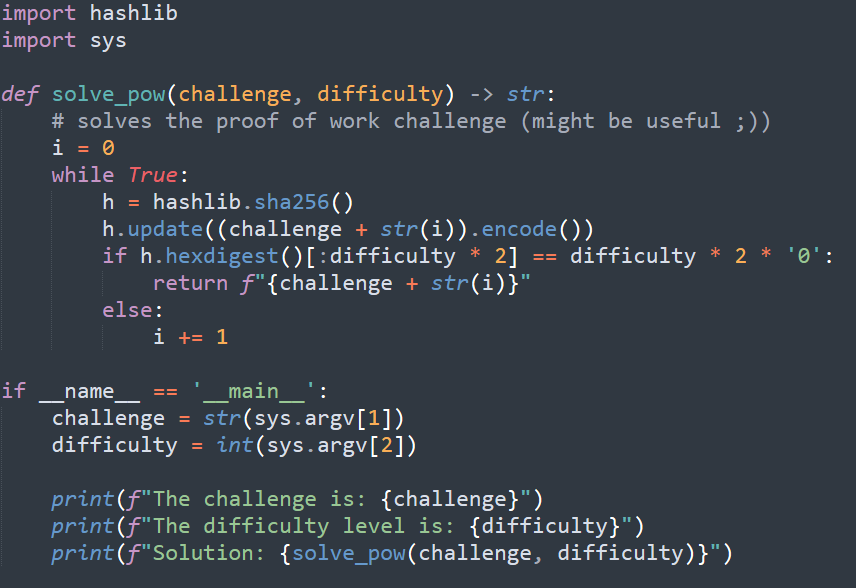 import hashlib
import sys

def solve_pow(challenge, difficulty) -> str:
    # solves the proof of work challenge (might be useful ;))
    i = 0
    while True:
        h = hashlib.sha256()
        h.update((challenge + str(i)).encode())
        if h.hexdigest()[:difficulty * 2] == difficulty * 2 * '0':
            return f"{challenge + str(i)}"
        else:
            i += 1

if __name__ == '__main__':
    challenge = str(sys.argv[1])
    difficulty = int(sys.argv[2])

    print(f"The challenge is: {challenge}")
    print(f"The difficulty level is: {difficulty}")
    print(f"Solution: {solve_pow(challenge, difficulty)}")